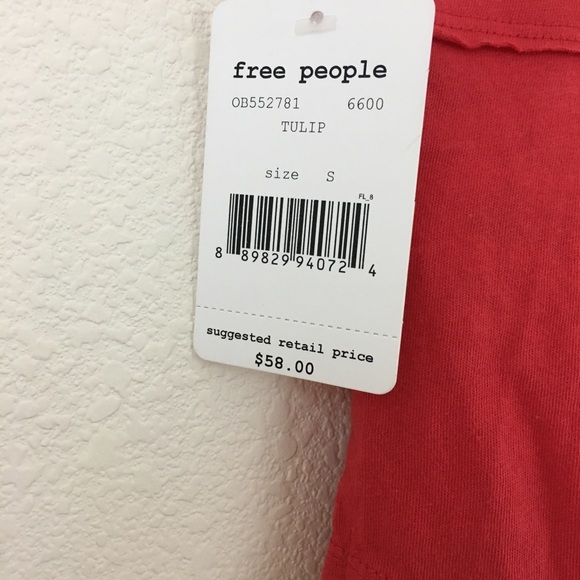 free people
OB552781 6600
TULIP
size S
FL_8
8 89829 94072 4
suggested retail price
$58.00